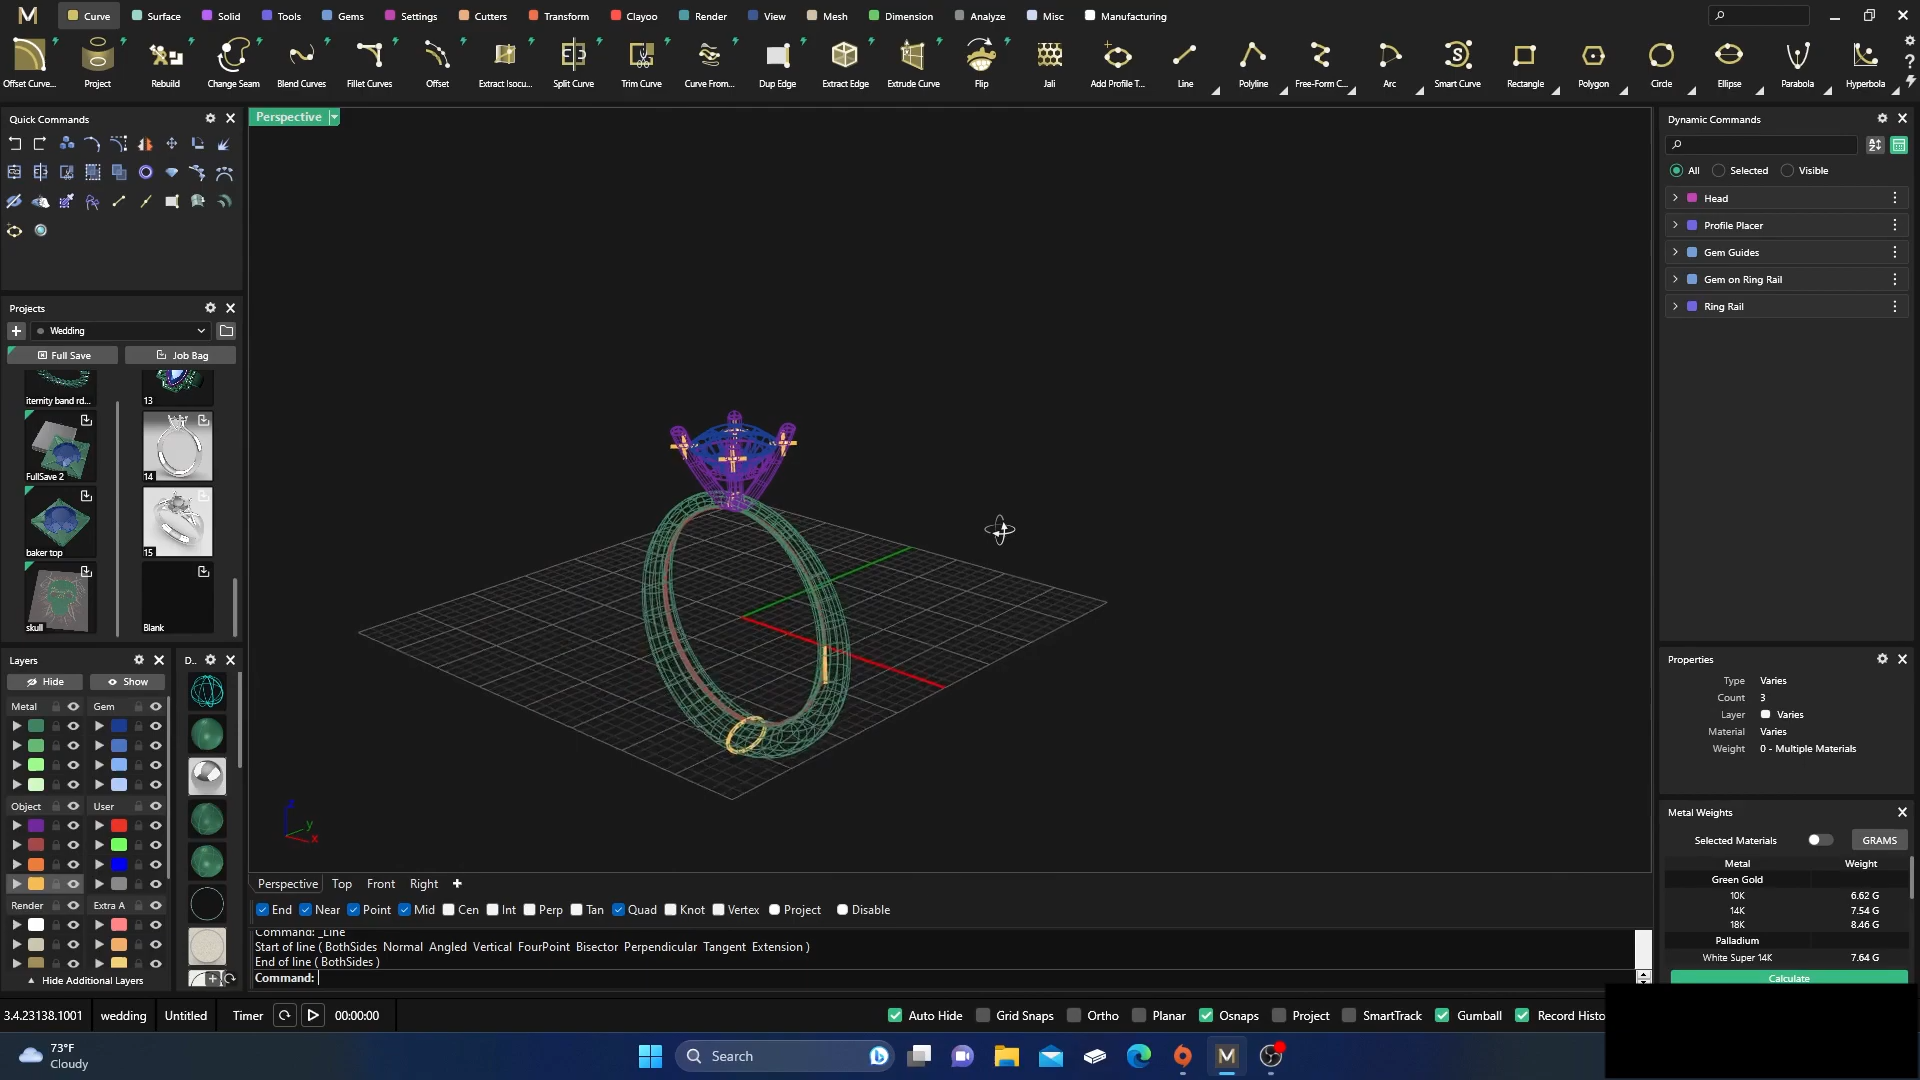 Curve
Surface
Solid
Tools
Gems
Settings
Cutters
Transform
Clayoo
Render
View
Mesh
Dimension
Analyze
Misc
Manufacturing
Offset Curve...
Project
Rebuild
Change Seam
Blend Curves
Fillet Curves
Offset
Extract Isocu...
Split Curve
Trim Curve
Curve From...
Dup Edge
Extract Edge
Extrude Curve
Flip
Jali
Add Profile T...
Line
Polyline
Free-Form C...
Arc
Smart Curve
Rectangle
Polygon
Circle
Ellipse
Parabola
Hyperbola
Quick Commands
Projects
Wedding
Full Save
Job Bag
iternity band rd...
13
FullSave 2
14
baker top
15
skull
Blank
Layers
D..
Hide
Show
Metal
Gem
Object
User
Render
Extra A
Hide Additional Layers
Perspective
x
y
Perspective
Top
Front
Right
End
Near
Point
Mid
Cen
Int
Perp
Tan
Quad
Knot
Vertex
Project
Disable
Command: _Line
Start of line ( BothSides Normal Angled Vertical FourPoint Bisector Perpendicular Tangent Extension )
End of line ( BothSides )
Command:
Dynamic Commands
All
Selected
Visible
Head
Profile Placer
Gem Guides
Gem on Ring Rail
Ring Rail
Properties
Type Varies
Count 3
Layer Varies
Material Varies
Weight 0 - Multiple Materials
Metal Weights
Selected Materials
GRAMS
Metal Weight
Green Gold
10K 6.62 G
14K 7.54 G
18K 8.46 G
Palladium
White Super 14K 7.64 G
Calculate
3.4.23138.1001
wedding
Untitled
Timer
00:00:00
Auto Hide
Grid Snaps
Ortho
Planar
Osnaps
Project
SmartTrack
Gumball
Record Histo
73°F
Cloudy
Search